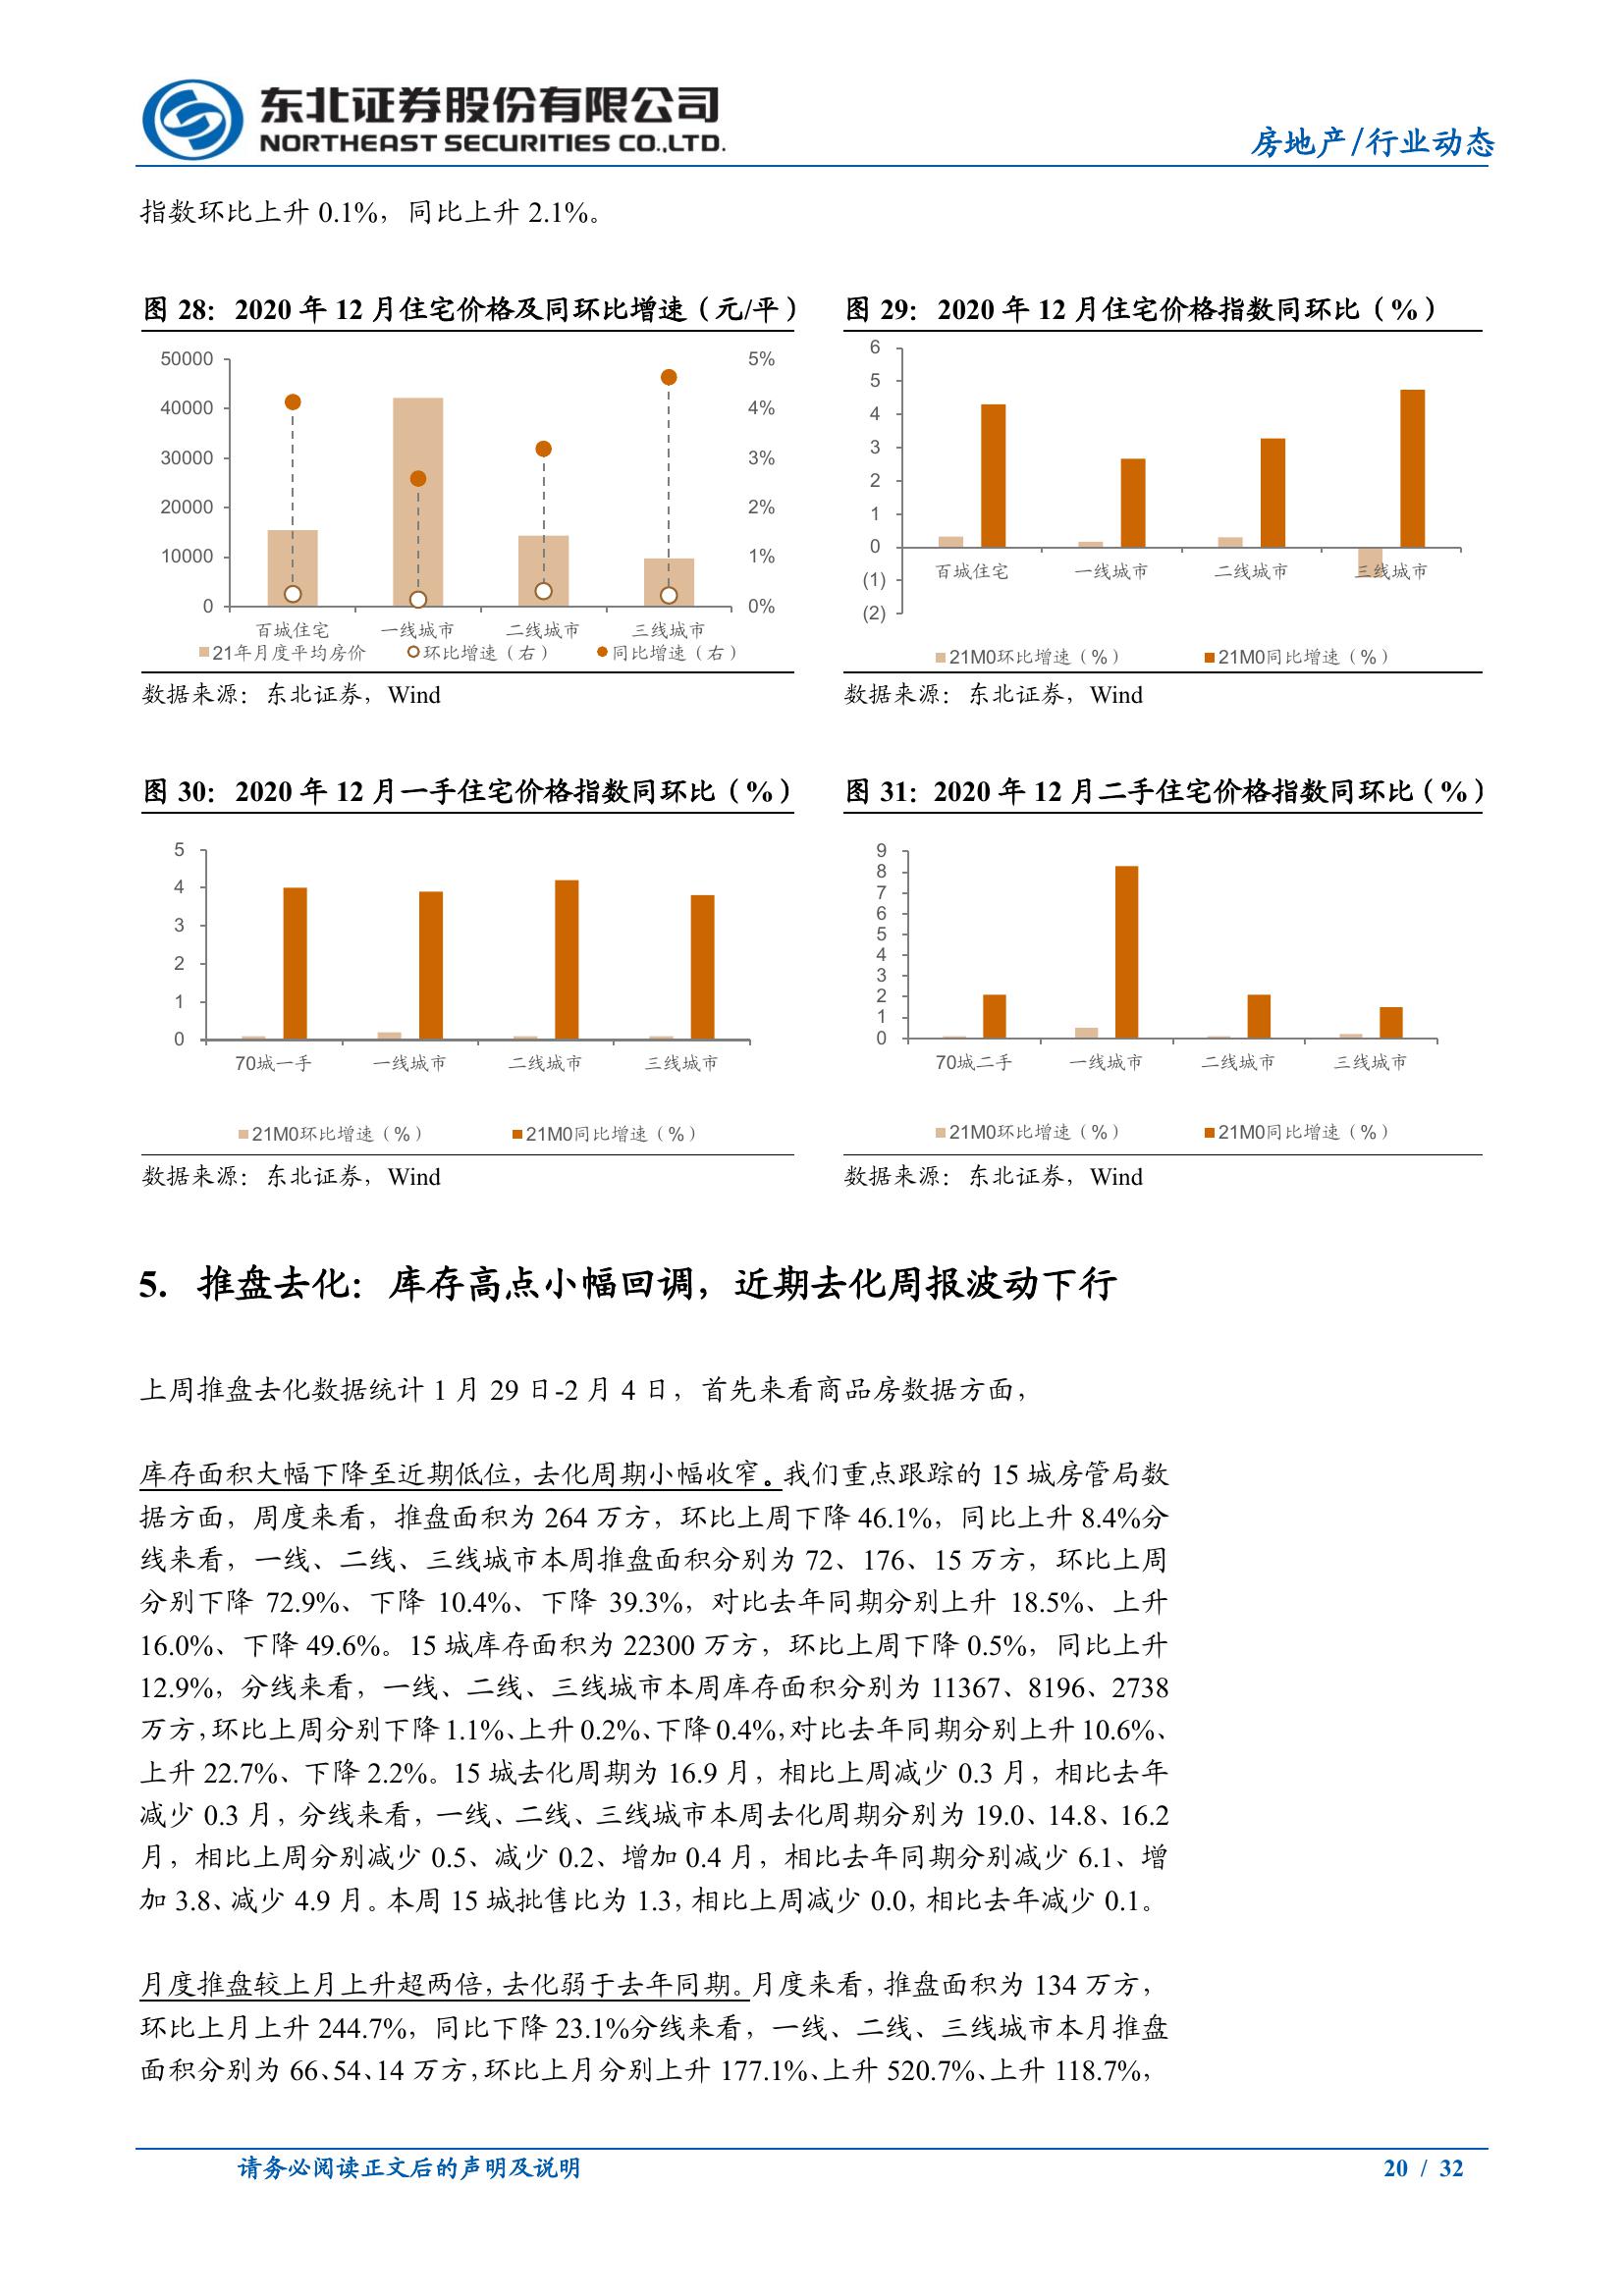 东北证券股份有限公司
NORTHEAST SECURITIES CO.,LTD.
房地产/行业动态
指数环比上升 0.1%，同比上升 2.1%。
图 28：2020 年 12 月住宅价格及同环比增速（元/平）
50000
40000
30000
20000
10000
0
5%
4%
3%
2%
1%
0%
百城住宅 一线城市 二线城市 三线城市
21年月度平均房价 环比增速（右） 同比增速（右）
数据来源：东北证券，Wind
图 29：2020 年 12 月住宅价格指数同环比（%）
6
5
4
3
2
1
0
(1)
(2)
百城住宅 一线城市 二线城市 三线城市
21M0环比增速（%） 21M0同比增速（%）
数据来源：东北证券，Wind
图 30：2020 年 12 月一手住宅价格指数同环比（%）
5
4
3
2
1
0
70城一手 一线城市 二线城市 三线城市
21M0环比增速（%） 21M0同比增速（%）
数据来源：东北证券，Wind
图 31：2020 年 12 月二手住宅价格指数同环比（%）
9
8
7
6
5
4
3
2
1
0
70城二手 一线城市 二线城市 三线城市
21M0环比增速（%） 21M0同比增速（%）
数据来源：东北证券，Wind
5. 推盘去化：库存高点小幅回调，近期去化周报波动下行
上周推盘去化数据统计 1 月 29 日-2 月 4 日，首先来看商品房数据方面，
库存面积大幅下降至近期低位，去化周期小幅收窄。我们重点跟踪的 15 城房管局数
据方面，周度来看，推盘面积为 264 万方，环比上周下降 46.1%，同比上升 8.4%分
线来看，一线、二线、三线城市本周推盘面积分别为 72、176、15 万方，环比上周
分别下降 72.9%、下降 10.4%、下降 39.3%，对比去年同期分别上升 18.5%、上升
16.0%、下降 49.6%。15 城库存面积为 22300 万方，环比上周下降 0.5%，同比上升
12.9%，分线来看，一线、二线、三线城市本周库存面积分别为 11367、8196、2738
万方，环比上周分别下降 1.1%、上升 0.2%、下降 0.4%，对比去年同期分别上升 10.6%、
上升 22.7%、下降 2.2%。15 城去化周期为 16.9 月，相比上周减少 0.3 月，相比去年
减少 0.3 月，分线来看，一线、二线、三线城市本周去化周期分别为 19.0、14.8、16.2
月，相比上周分别减少 0.5、减少 0.2、增加 0.4 月，相比去年同期分别减少 6.1、增
加 3.8、减少 4.9 月。本周 15 城批售比为 1.3，相比上周减少 0.0，相比去年减少 0.1。
月度推盘较上月上升超两倍，去化弱于去年同期。月度来看，推盘面积为 134 万方，
环比上月上升 244.7%，同比下降 23.1%分线来看，一线、二线、三线城市本月推盘
面积分别为 66、54、14 万方，环比上月分别上升 177.1%、上升 520.7%、上升 118.7%，
请务必阅读正文后的声明及说明
20 / 32